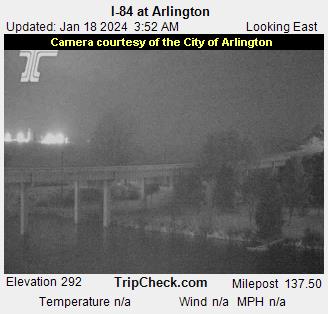 I-84 at Arlington
Updated: Jan 18 2024 3:52 AM Looking East
Camera courtesy of the City of Arlington
Elevation 292 TripCheck.com Milepost 137.50
Temperature n/a Wind n/a MPH n/a